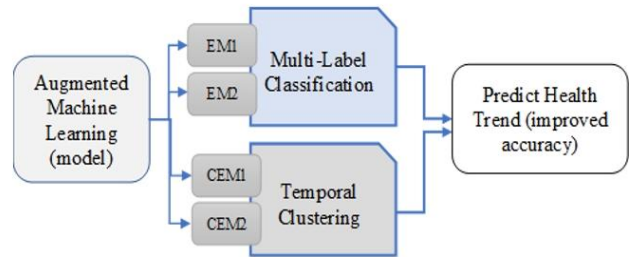 Augmented
Machine
Learning
(model)
EM1
EM2
Multi-Label
Classification
CEM1
CEM2
Temporal
Clustering
Predict Health
Trend (improved
accuracy)